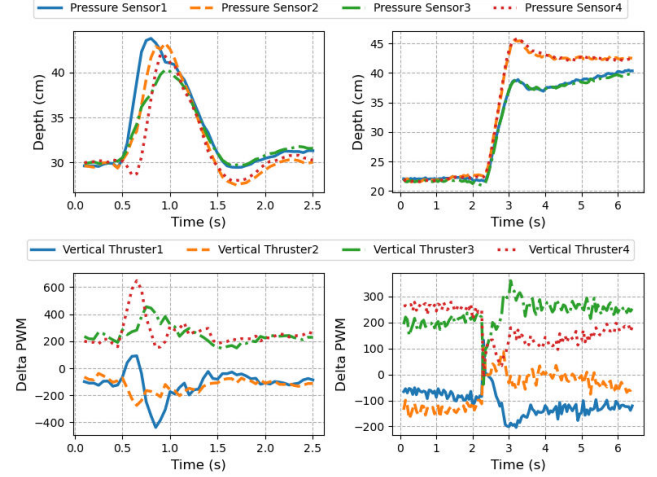 Pressure Sensor1 Pressure Sensor2 Pressure Sensor3 Pressure Sensor4
Depth (cm)
40
35
30
0.0 0.5 1.0 1.5 2.0 2.5
Time (s)
Depth (cm)
45
40
35
30
25
20
0 1 2 3 4 5 6
Time (s)
Vertical Thruster1 Vertical Thruster2 Vertical Thruster3 Vertical Thruster4
Delta PWM
600
400
200
0
−200
−400
0.0 0.5 1.0 1.5 2.0 2.5
Time (s)
Delta PWM
300
200
100
0
−100
−200
0 1 2 3 4 5 6
Time (s)